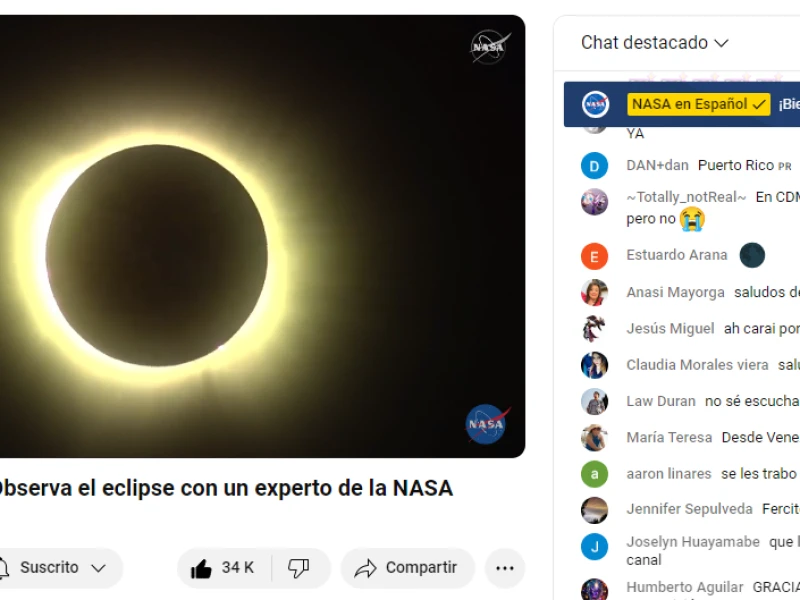 NASA
NASA
Observa el eclipse con un experto de la NASA
Suscrito
34 K
Compartir
Chat destacado
NASA en Español ¡Bie
YA
D DAN+dan Puerto Rico PR
~Totally_notReal~ En CDM
pero no
E Estuardo Arana
Anasi Mayorga saludos de
Jesús Miguel ah carai por
Claudia Morales viera salu
Law Duran no sé escucha
María Teresa Desde Vene
a aaron linares se les trabo
Jennifer Sepulveda Fercito
J Joselyn Huayamabe que l
canal
Humberto Aguilar GRACIA